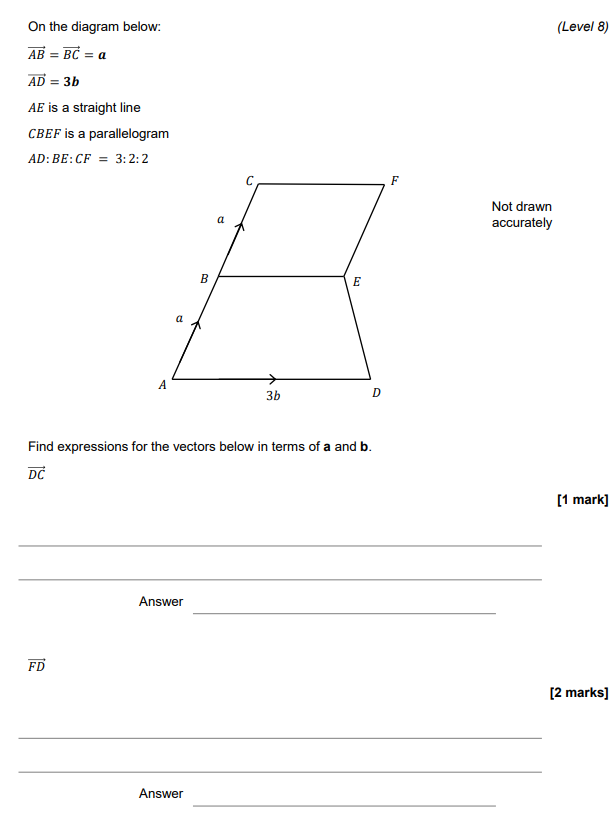 On the diagram below: (Level 8)
AB = BC = a
AD = 3b
AE is a straight line
CBEF is a parallelogram
AD: BE: CF = 3: 2: 2
C F
Not drawn
accurately
a
B E
a
A D
3b
Find expressions for the vectors below in terms of a and b.
DC
[1 mark]
Answer
FD
[2 marks]
Answer